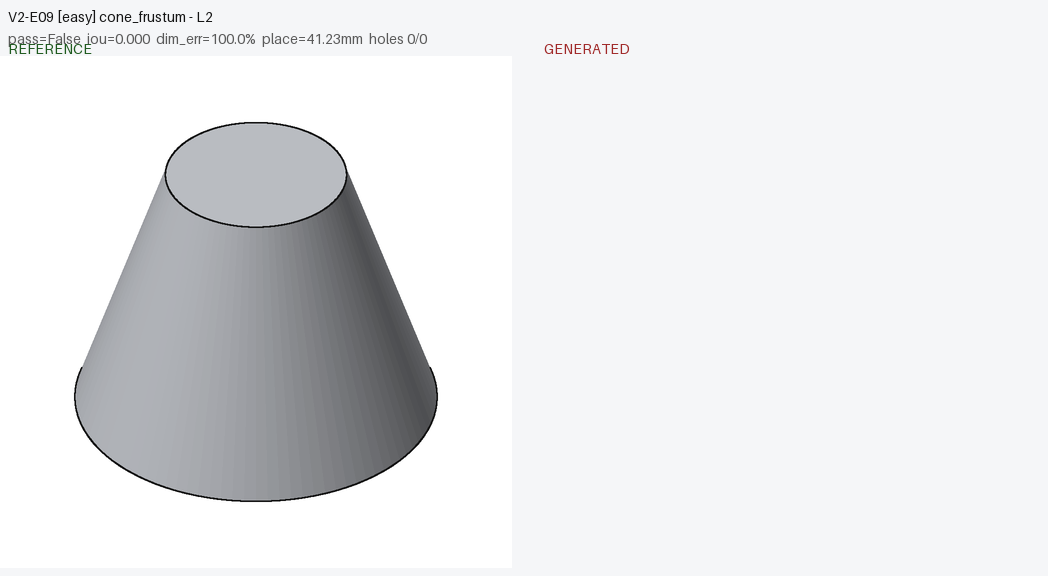 V2-E09 [easy] cone_frustum - L2
pass=False iou=0.000 dim_err=100.0% place=41.23mm holes 0/0
REFERENCE
GENERATED